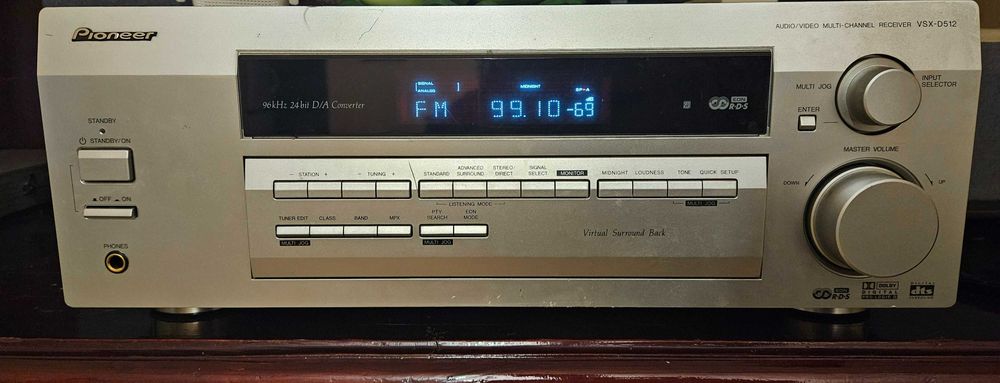 Pioneer
AUDIO/VIDEO MULTI-CHANNEL RECEIVER VSX-D512
SIGNAL
ANALOG
MIDNIGHT
SP▶A
dB
FM 99.10 -69
96kHz 24bit D/A Converter
EON
R·D·S
MULTI JOG
INPUT
SELECTOR
ENTER
STANDBY
STANDBY/ON
OFF ON
PHONES
MASTER VOLUME
DOWN UP
- STATION +
- TUNING +
STANDARD
ADVANCED
SURROUND
STEREO/
DIRECT
SIGNAL
SELECT
MONITOR
LISTENING MODE
MIDNIGHT LOUDNESS TONE QUICK SETUP
MULTI JOG
TUNER EDIT CLASS BAND MPX
PTY
SEARCH
EON
MODE
MULTI JOG
MULTI JOG
Virtual Surround Back
EON
R·D·S
DOLBY
DIGITAL
PRO LOGIC II
DIGITAL
dts
SURROUND